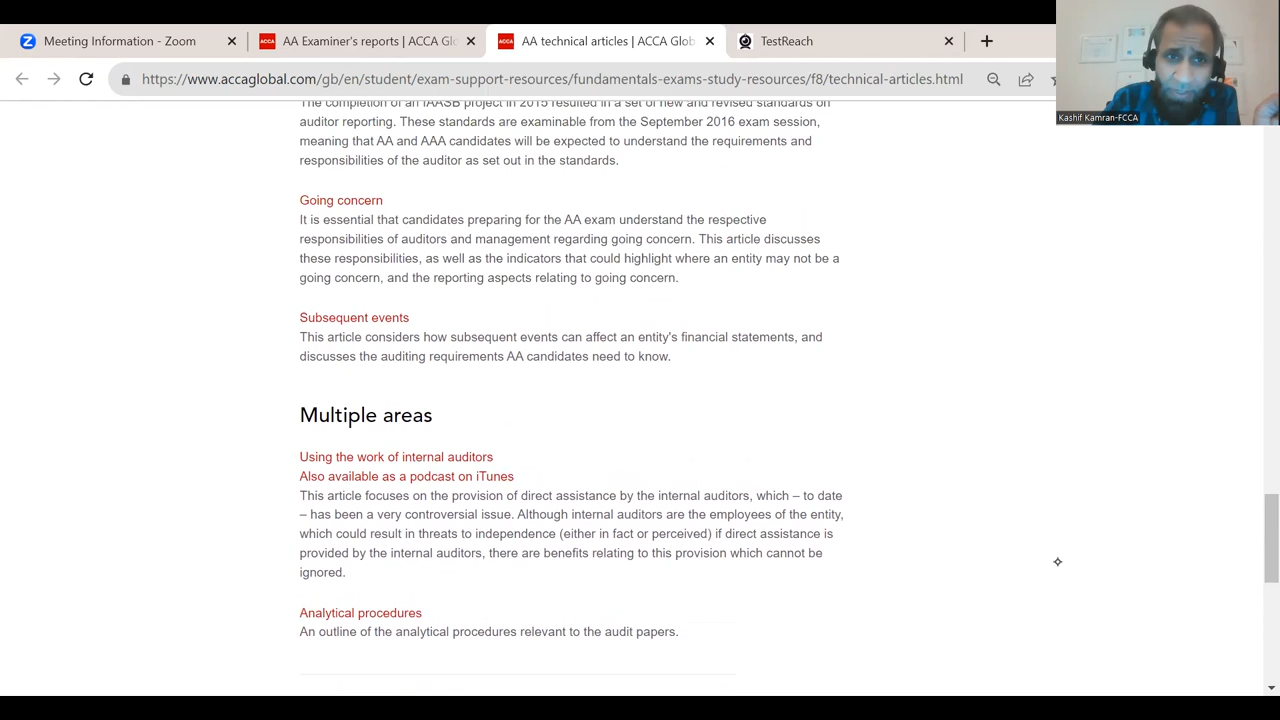 Meeting Information - Zoom
ACCA AA Examiner's reports | ACCA Glo
ACCA AA technical articles | ACCA Glob
TestReach
https://www.accaglobal.com/gb/en/student/exam-support-resources/fundamentals-exams-study-resources/f8/technical-articles.html
Kashif Kamran-FCCA
The completion of an IAASB project in 2015 resulted in a set of new and revised standards on
auditor reporting. These standards are examinable from the September 2016 exam session,
meaning that AA and AAA candidates will be expected to understand the requirements and
responsibilities of the auditor as set out in the standards.
Going concern
It is essential that candidates preparing for the AA exam understand the respective
responsibilities of auditors and management regarding going concern. This article discusses
these responsibilities, as well as the indicators that could highlight where an entity may not be a
going concern, and the reporting aspects relating to going concern.
Subsequent events
This article considers how subsequent events can affect an entity's financial statements, and
discusses the auditing requirements AA candidates need to know.
Multiple areas
Using the work of internal auditors
Also available as a podcast on iTunes
This article focuses on the provision of direct assistance by the internal auditors, which – to date
– has been a very controversial issue. Although internal auditors are the employees of the entity,
which could result in threats to independence (either in fact or perceived) if direct assistance is
provided by the internal auditors, there are benefits relating to this provision which cannot be
ignored.
Analytical procedures
An outline of the analytical procedures relevant to the audit papers.